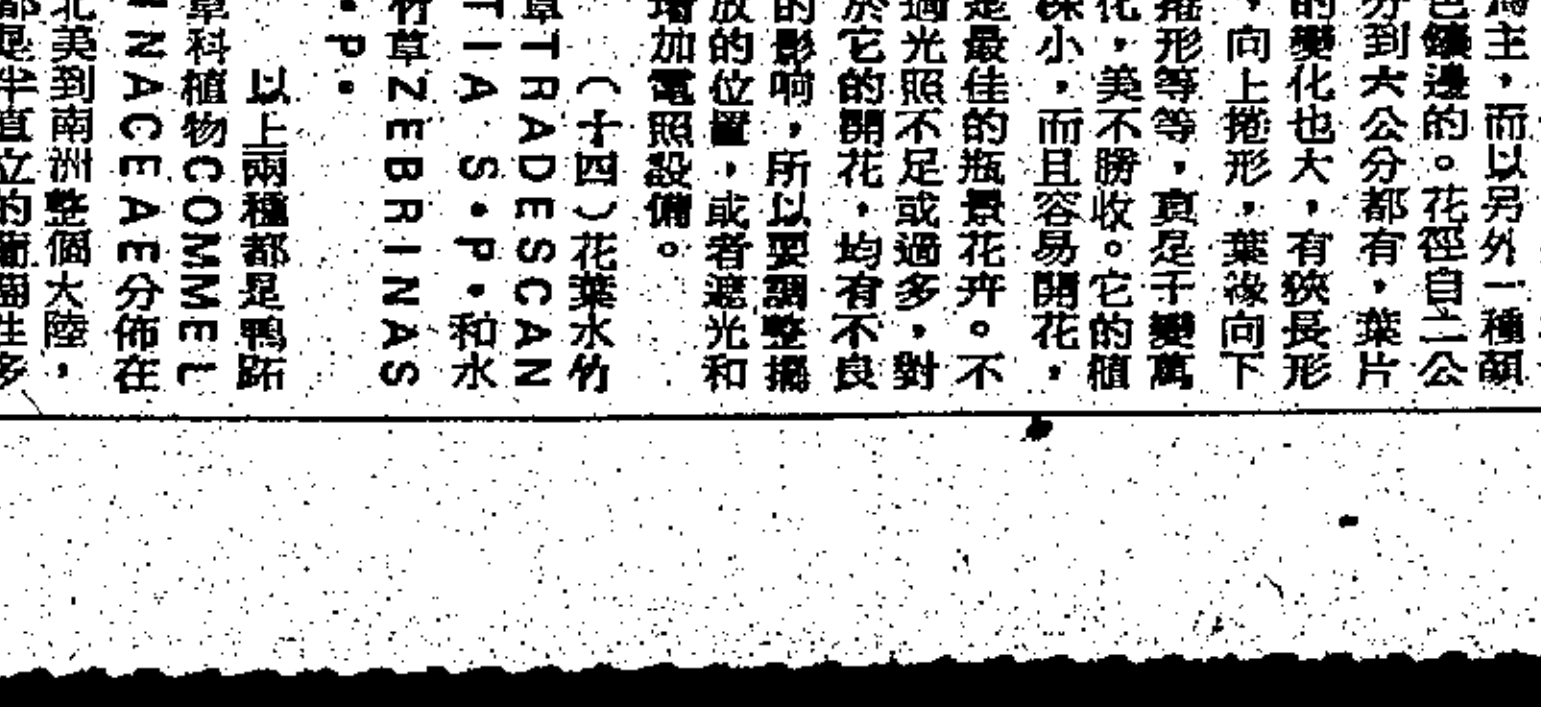 為主，而以另外一種顏
色鑲邊的。花徑自二公
分到六公分都有，葉片
的變化也大，有狹長形
，向上捲形，葉緣向下
捲形等等，真是千變萬
化，美不勝收。它的植
株小，而且容易開花，
是最佳的瓶景花卉。不
過光照不足或過多，對
於它的開花，均有不良
的影响，所以要調整擺
放的位置，或者遮光和
增加電照設備。
（十四）花葉水竹
草TRADESCAN
TIA S.P.和水
竹草ZEBRINAS
.P.
以上兩種都是鴨跖
草科植物COMMEL
INACEAE分佈在
北美到南洲整個大陸，
都是半直立的匍匐生多